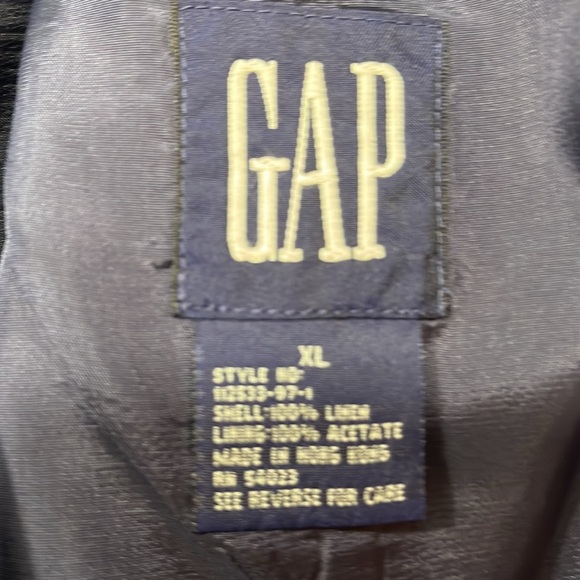 GAP
XL
STYLE NO:
112533-97-1
SHELL:100% LINEN
LINING:100% ACETATE
MADE IN HONG KONG
RN 54023
SEE REVERSE FOR CARE